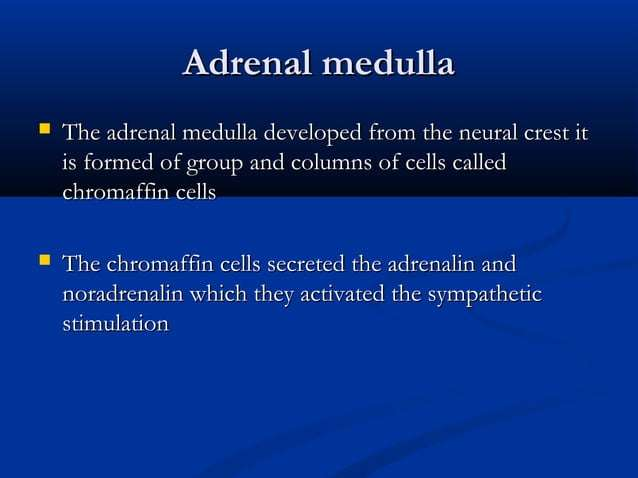 Adrenal medulla
The adrenal medulla developed from the neural crest it
is formed of group and columns of cells called
chromaffin cells
The chromaffin cells secreted the adrenalin and
noradrenalin which they activated the sympathetic
stimulation